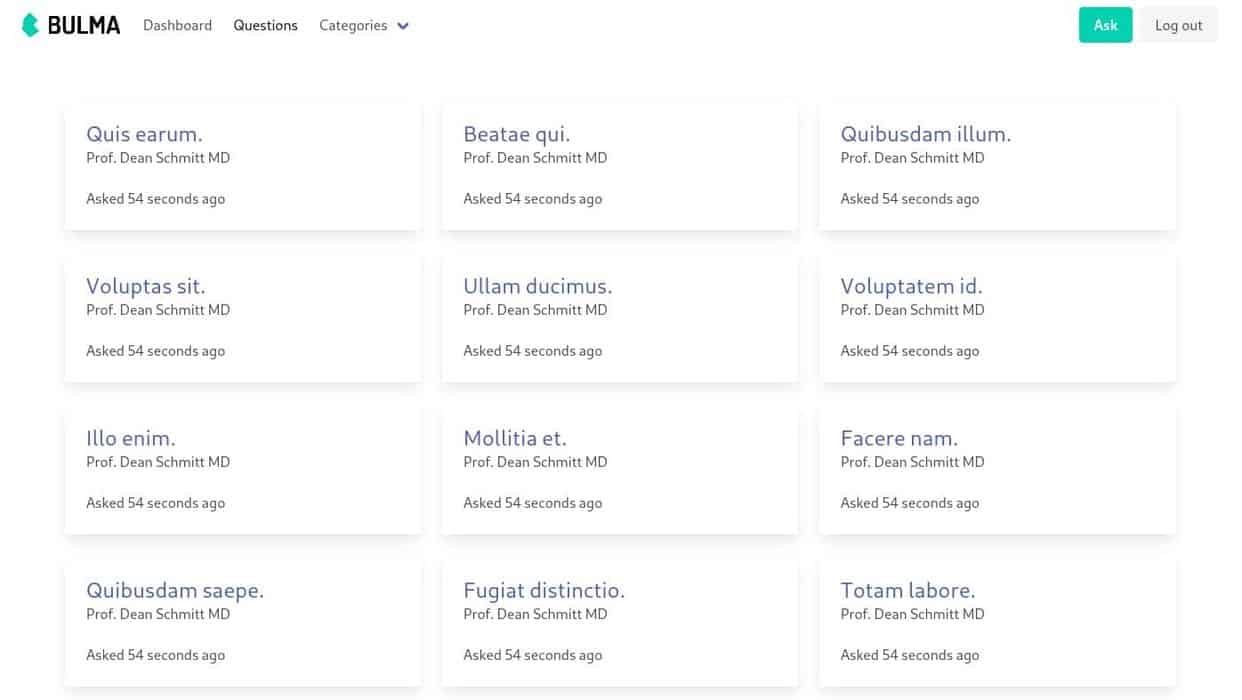 BULMA Dashboard Questions Categories Ask Log out
Quis earum. Beatae qui. Quibusdam illum.
Prof. Dean Schmitt MD Prof. Dean Schmitt MD Prof. Dean Schmitt MD
Asked 54 seconds ago Asked 54 seconds ago Asked 54 seconds ago
Voluptas sit. Ullam ducimus. Voluptatem id.
Prof. Dean Schmitt MD Prof. Dean Schmitt MD Prof. Dean Schmitt MD
Asked 54 seconds ago Asked 54 seconds ago Asked 54 seconds ago
Illo enim. Mollitia et. Facere nam.
Prof. Dean Schmitt MD Prof. Dean Schmitt MD Prof. Dean Schmitt MD
Asked 54 seconds ago Asked 54 seconds ago Asked 54 seconds ago
Quibusdam saepe. Fugiat distinctio. Totam labore.
Prof. Dean Schmitt MD Prof. Dean Schmitt MD Prof. Dean Schmitt MD
Asked 54 seconds ago Asked 54 seconds ago Asked 54 seconds ago